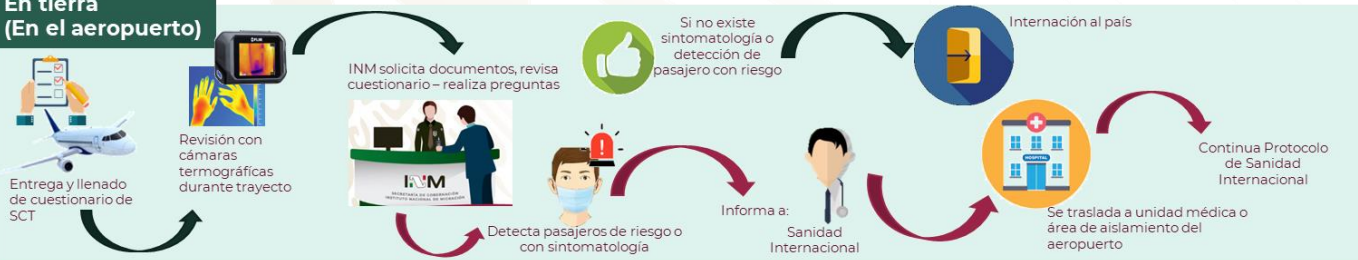 En tierra
(En el aeropuerto)
Entrega y llenado
de cuestionario de
SCT
FLIR
Revisión con
cámaras
termográfícas
durante trayecto
INM solicita documentos, revisa
cuestionario – realiza preguntas
INM
SECRETARÍA DE GOBERNACIÓN
INSTITUTO NACIONAL DE MIGRACIÓN
Si no existe
sintomatología o
detección de
pasajero con riesgo
Internación al país
Detecta pasajeros de riesgo o
con sintomatología
Informa a:
Sanidad
Internacional
HOSPITAL
Se traslada a unidad médica o
área de aislamiento del
aeropuerto
Continua Protocolo
de Sanidad
Internacional